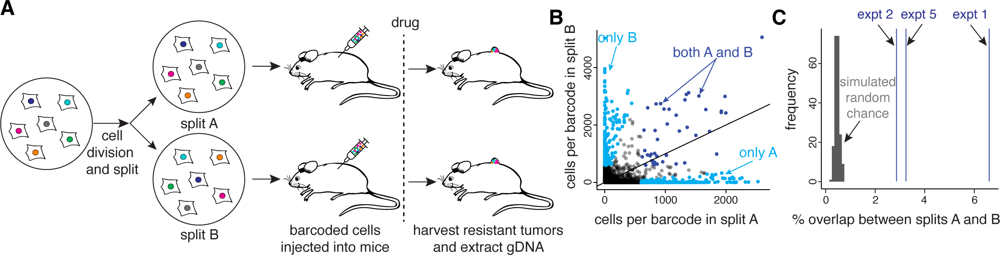 A
cell
division
and split
split A
split B
drug
barcoded cells
injected into mice
harvest resistant tumors
and extract gDNA
B
cells per barcode in split B
4000
2000
0
only B
both A and B
only A
0
1000
2000
cells per barcode in split A
C
expt 2
expt 5
expt 1
frequency
60
40
20
0
simulated
random
chance
0
2
4
6
% overlap between splits A and B